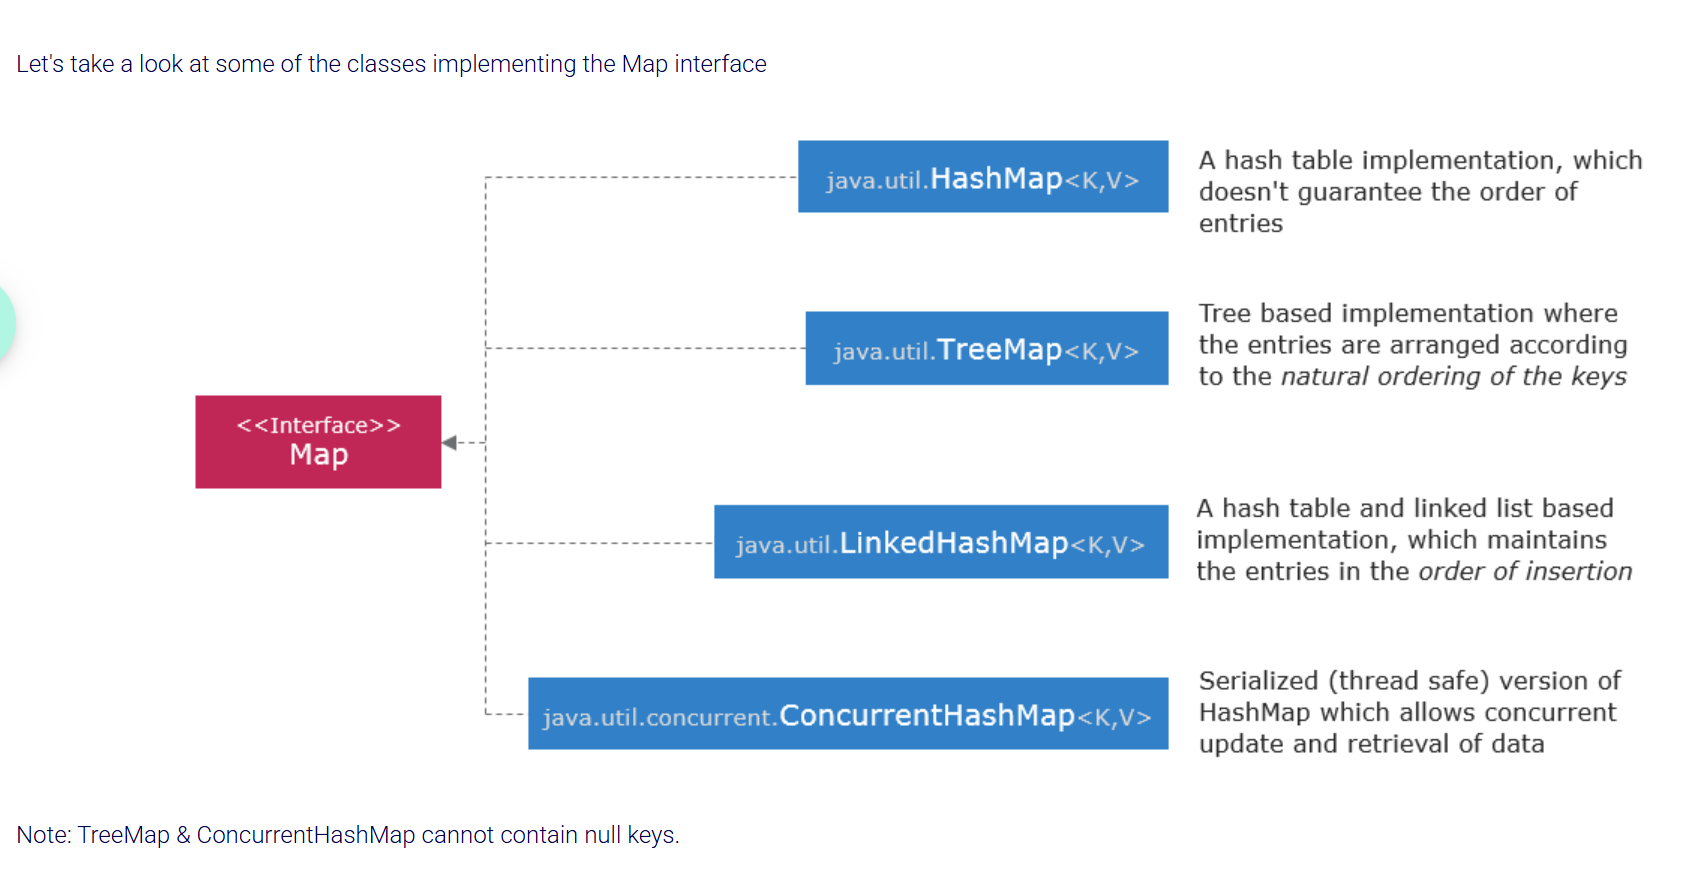 Let's take a look at some of the classes implementing the Map interface
java.util.HashMap<K,V>
A hash table implementation, which
doesn't guarantee the order of
entries
java.util.TreeMap<K,V>
Tree based implementation where
the entries are arranged according
to the natural ordering of the keys
<<Interface>>
Map
java.util.LinkedHashMap<K,V>
A hash table and linked list based
implementation, which maintains
the entries in the order of insertion
java.util.concurrent.ConcurrentHashMap<K,V>
Serialized (thread safe) version of
HashMap which allows concurrent
update and retrieval of data
Note: TreeMap & ConcurrentHashMap cannot contain null keys.